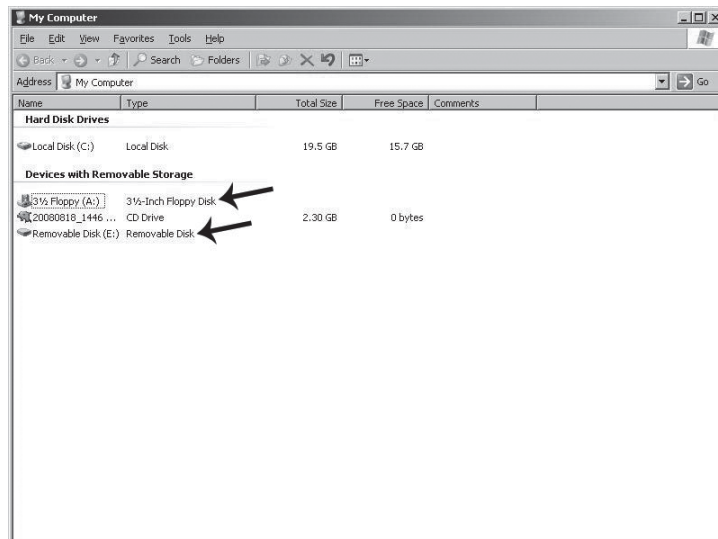 My Computer
File Edit View Favorites Tools Help
Back Search Folders
Address My Computer Go
Name Type Total Size Free Space Comments
Hard Disk Drives
Local Disk (C:) Local Disk 19.5 GB 15.7 GB
Devices with Removable Storage
3½ Floppy (A:) 3½-Inch Floppy Disk
20080818_1446 ... CD Drive 2.30 GB 0 bytes
Removable Disk (E:) Removable Disk